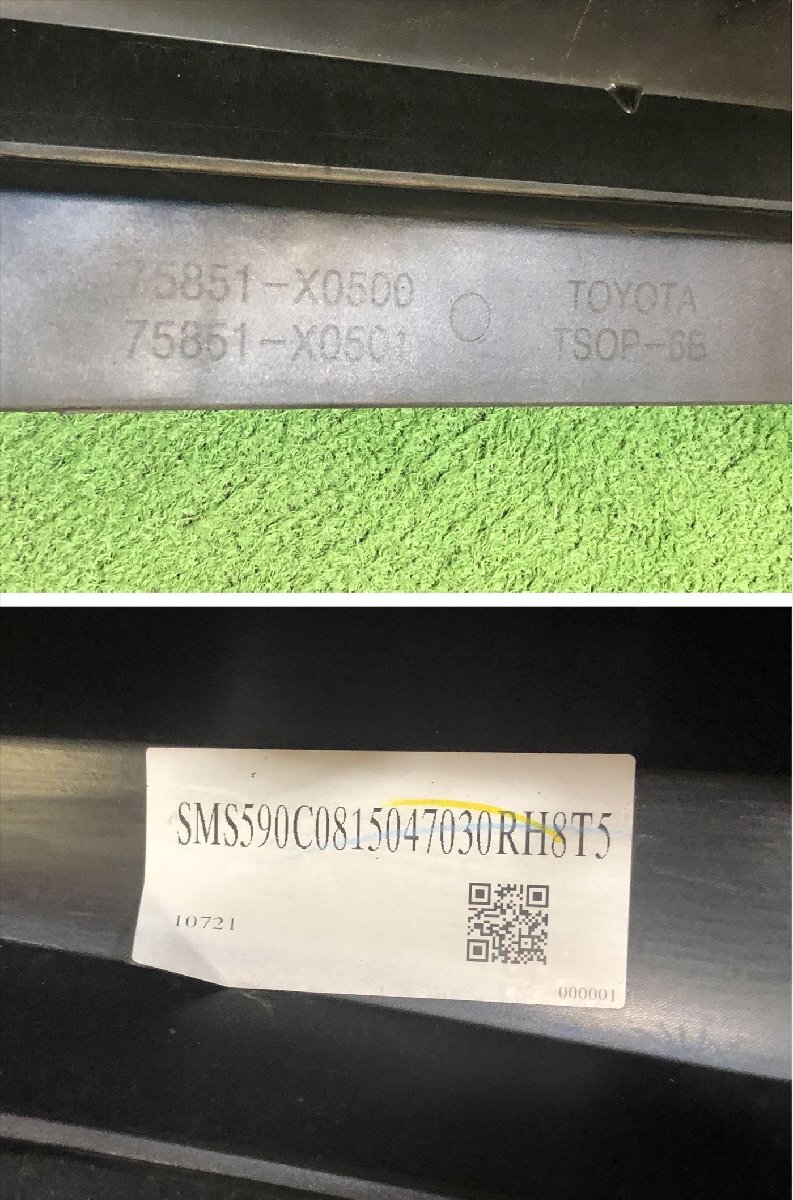 75851-X0500
75851-X0501
TOYOTA
TSOP-6B
SMS590C0815047030RH8T5
10721
000001